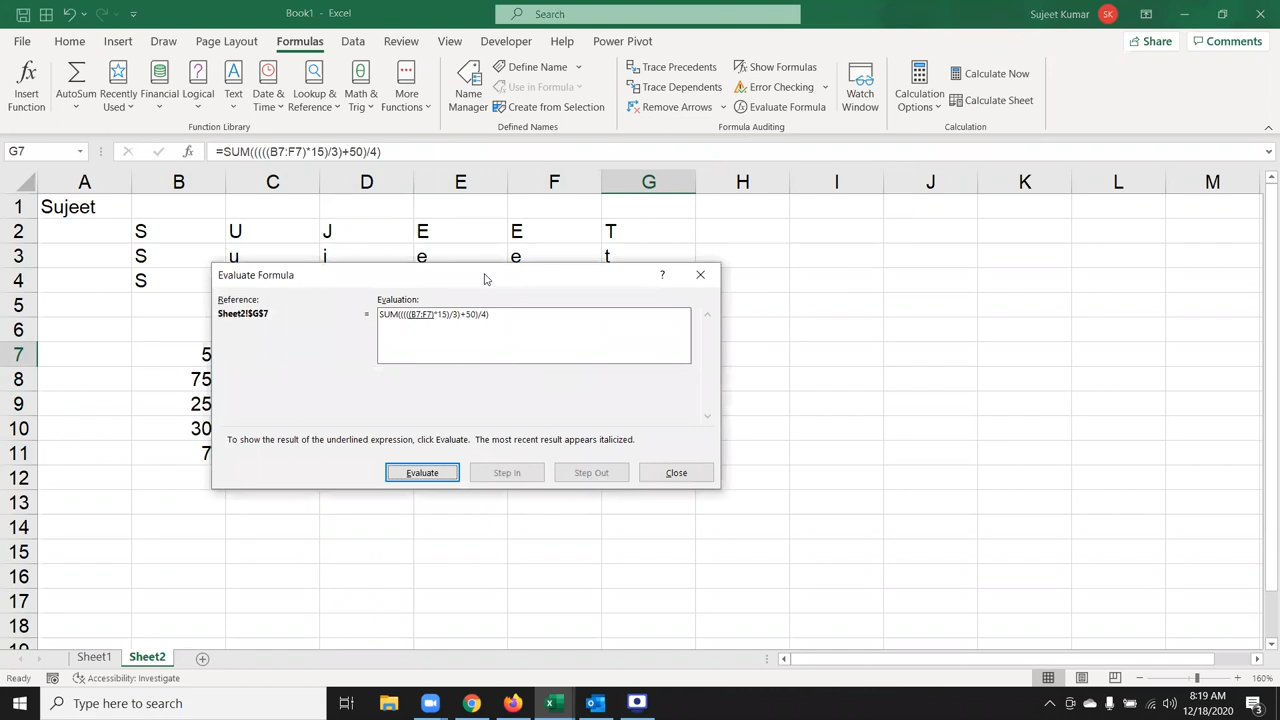 Book1 - Excel
Search
Sujeet Kumar
SK
File Home Insert Draw Page Layout Formulas Data Review View Developer Help Power Pivot
Share Comments
Insert Function
AutoSum
Recently Used
Financial
Logical
Text
Date & Time
Lookup & Reference
Math & Trig
More Functions
Function Library
Name Manager
Define Name
Use in Formula
Create from Selection
Defined Names
Trace Precedents
Trace Dependents
Remove Arrows
Show Formulas
Error Checking
Evaluate Formula
Formula Auditing
Watch Window
Calculation Options
Calculate Now
Calculate Sheet
Calculation
G7
=SUM(((((B7:F7)*15)/3)+50)/4)
A B C D E F G H I J K L M
1 Sujeet
2 S U J E E T
3 S u j e e t
4 S
5
6
7 5
8 75
9 25
10 30
11 7
12
13
14
15
16
17
18
19
Evaluate Formula
?
Reference:
Sheet2!$G$7
Evaluation:
= SUM(((((B7:F7)*15)/3)+50)/4)
To show the result of the underlined expression, click Evaluate. The most recent result appears italicized.
Evaluate Step In Step Out Close
Sheet1 Sheet2
Ready
Accessibility: Investigate
160%
Type here to search
8:19 AM
12/18/2020
3